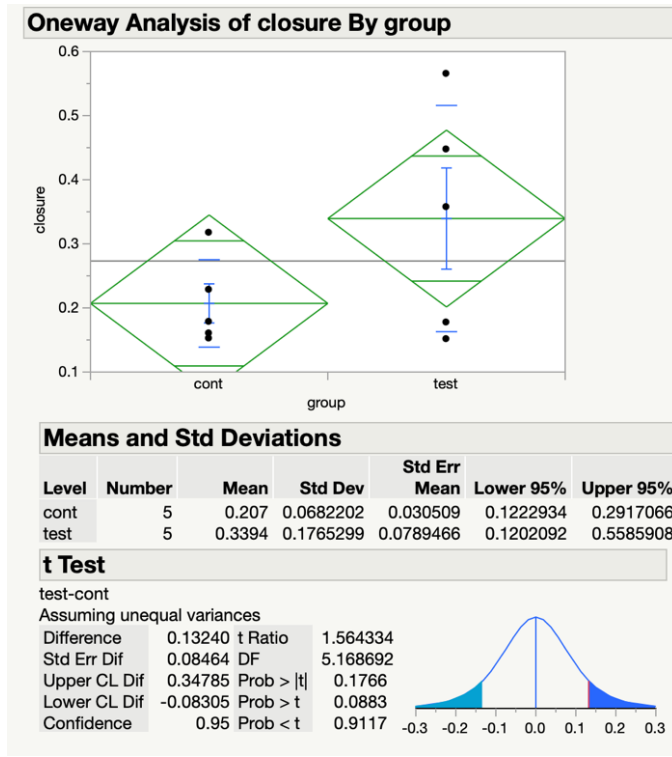 Oneway Analysis of closure By group
0.6
0.5
0.4
0.3
0.2
0.1
closure
cont test
group
Means and Std Deviations
Std Err
Level Number Mean Std Dev Mean Lower 95% Upper 95%
cont 5 0.207 0.0682202 0.030509 0.1222934 0.2917066
test 5 0.3394 0.1765299 0.0789466 0.1202092 0.5585908
t Test
test-cont
Assuming unequal variances
Difference 0.13240 t Ratio 1.564334
Std Err Dif 0.08464 DF 5.168692
Upper CL Dif 0.34785 Prob > |t| 0.1766
Lower CL Dif -0.08305 Prob > t 0.0883
Confidence 0.95 Prob < t 0.9117
-0.3 -0.2 -0.1 0.0 0.1 0.2 0.3